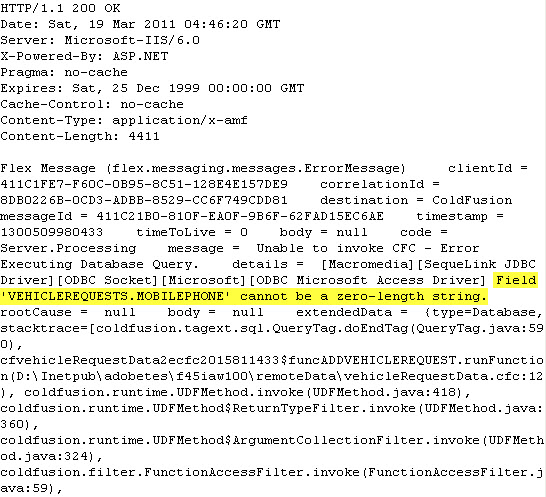 HTTP/1.1 200 OK
Date: Sat, 19 Mar 2011 04:46:20 GMT
Server: Microsoft-IIS/6.0
X-Powered-By: ASP.NET
Pragma: no-cache
Expires: Sat, 25 Dec 1999 00:00:00 GMT
Cache-Control: no-cache
Content-Type: application/x-amf
Content-Length: 4411
Flex Message (flex.messaging.messages.ErrorMessage) clientId =
411C1FE7-F60C-0B95-8C51-128E4E157DE9 correlationId =
8DB0226B-0CD3-ADBB-8529-CC6F749CDD81 destination = ColdFusion
messageId = 411C21B0-810F-EA0F-9B6F-62FAD15EC6AE timestamp =
1300509980433 timeToLive = 0 body = null code =
Server.Processing message = Unable to invoke CFC - Error
Executing Database Query. details = [Macromedia][SequeLink JDBC
Driver][ODBC Socket][Microsoft][ODBC Microsoft Access Driver] Field
'VEHICLEREQUESTS.MOBILEPHONE' cannot be a zero-length string.
rootCause = null body = null extendedData = {type=Database,
stacktrace=[coldfusion.tagext.sql.QueryTag.doEndTag(QueryTag.java:59
0),
cfvehicleRequestData2ecfc2015811433$funcADDVEHICLEREQUEST.runFunctio
n(D:\Inetpub\adobetes\f45iaw100\remoteData\vehicleRequestData.cfc:12
), coldfusion.runtime.UDFMethod.invoke(UDFMethod.java:418),
coldfusion.runtime.UDFMethod$ReturnTypeFilter.invoke(UDFMethod.java:
360),
coldfusion.runtime.UDFMethod$ArgumentCollectionFilter.invoke(UDFMeth
od.java:324),
coldfusion.filter.FunctionAccessFilter.invoke(FunctionAccessFilter.j
ava:59),